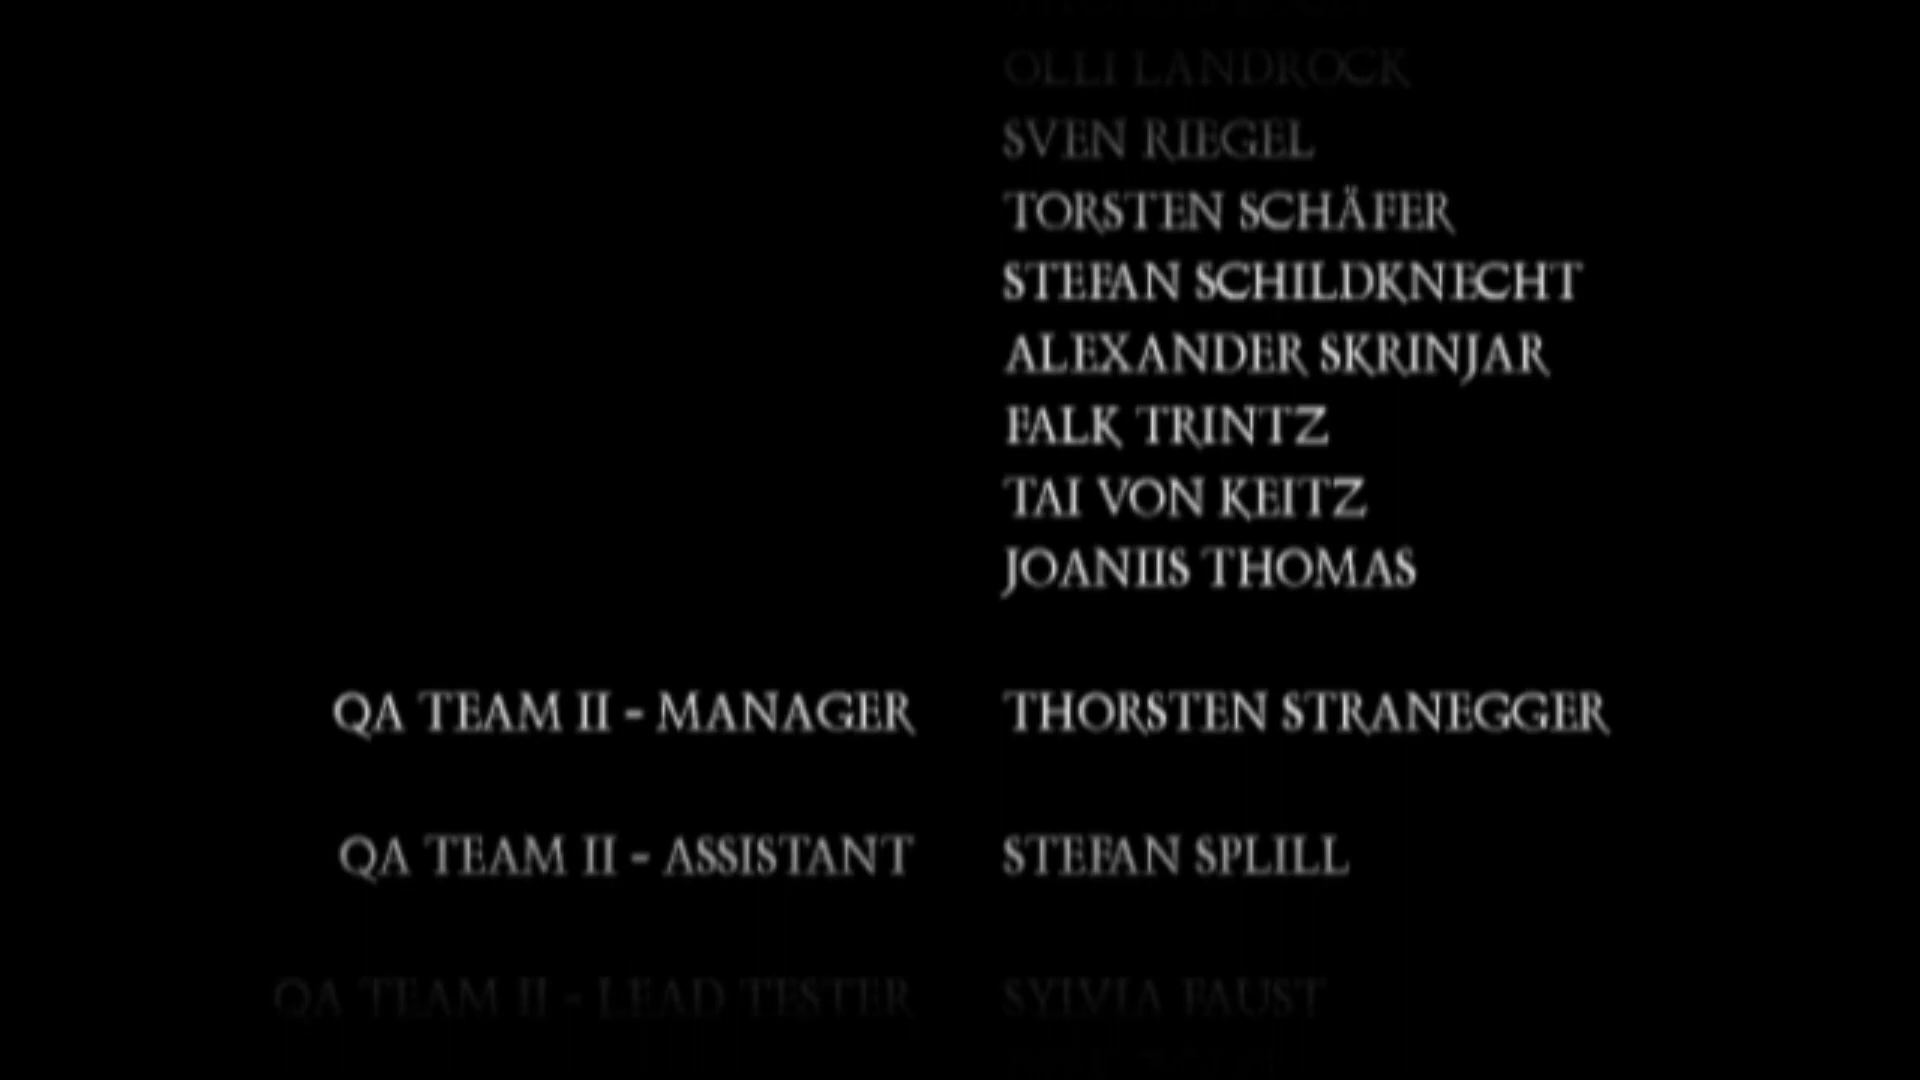 OLLI LANDROCK
SVEN RIEGEL
TORSTEN SCHÄFER
STEFAN SCHILDKNECHT
ALEXANDER SKRINJAR
FALK TRINTZ
TAI VON KEITZ
JOANIIS THOMAS
QA TEAM II - MANAGER THORSTEN STRANEGGER
QA TEAM II - ASSISTANT STEFAN SPLILL
QA TEAM II - LEAD TESTER SYLVIA FAUST